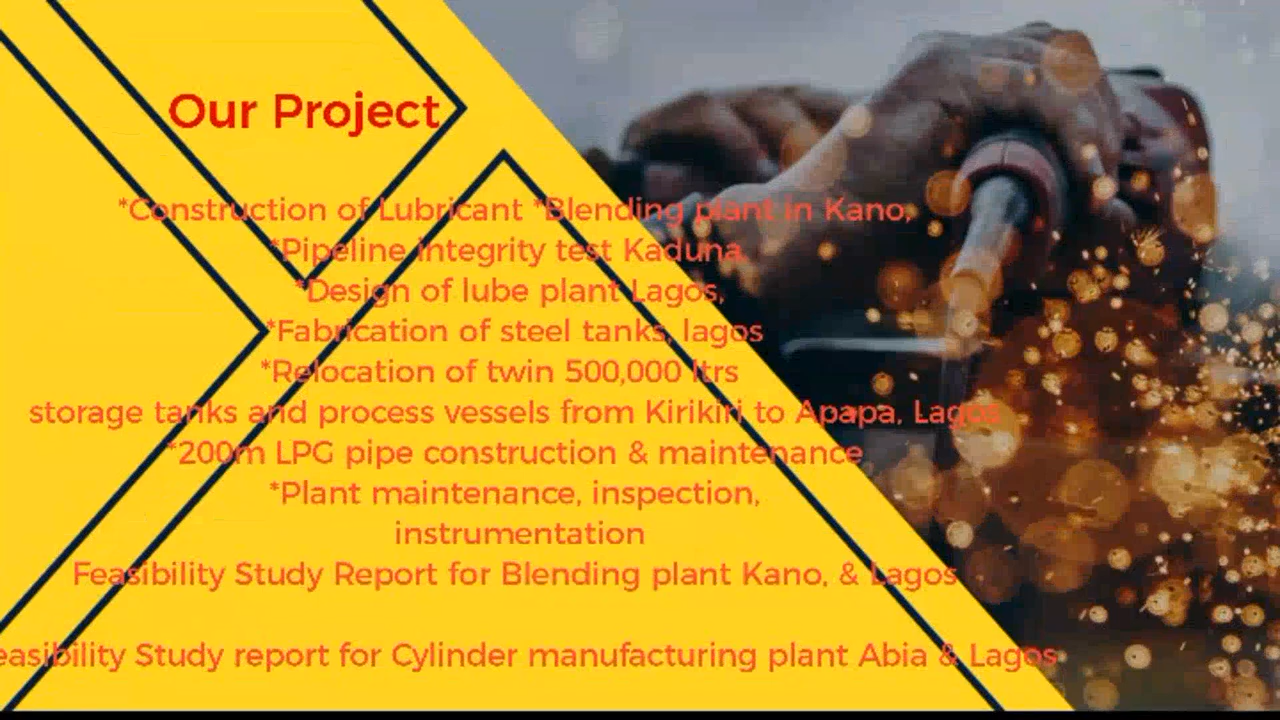 Our Project
*Construction of Lubricant *Blending plant in Kano,
*Pipeline integrity test Kaduna,
*Design of lube plant Lagos,
*Fabrication of steel tanks, lagos
*Relocation of twin 500,000 ltrs
storage tanks and process vessels from Kirikiri to Apapa, Lagos
*200m LPG pipe construction & maintenance
*Plant maintenance, inspection,
instrumentation
Feasibility Study Report for Blending plant Kano, & Lagos
easibility Study report for Cylinder manufacturing plant Abia & Lagos